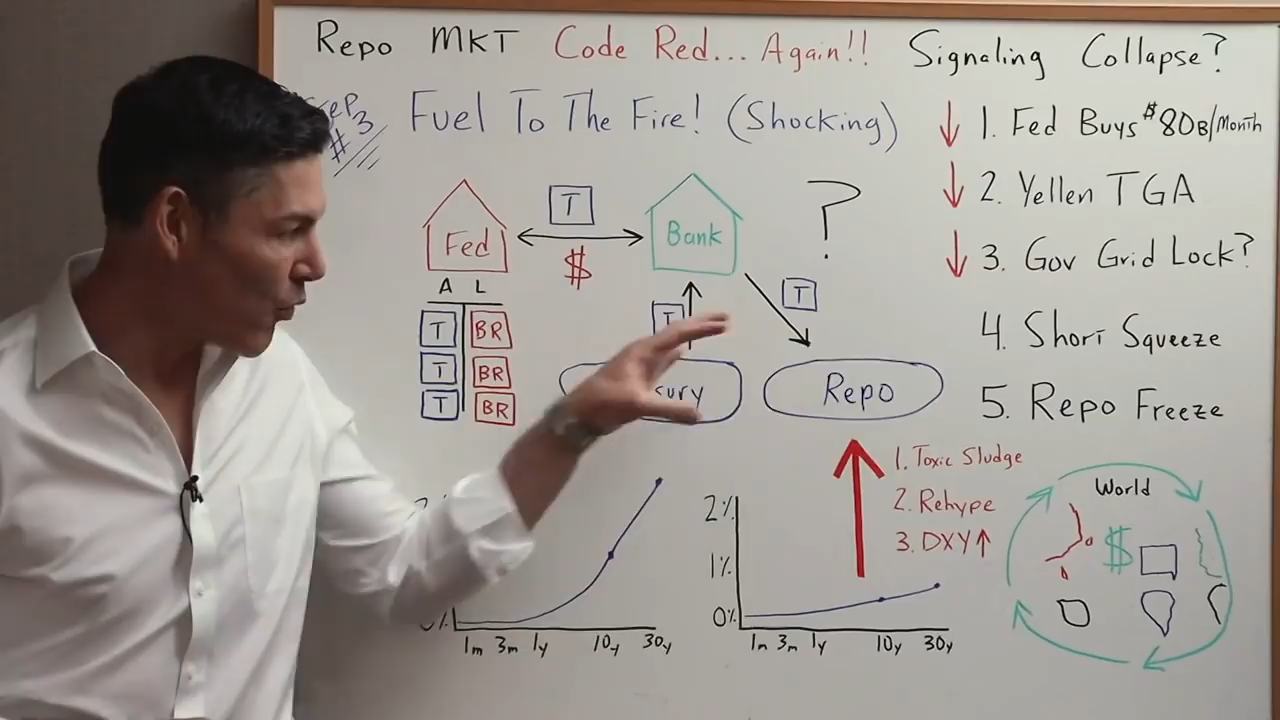 Repo MKT Code Red... Again!! Signaling Collapse?
#3
Fuel To The Fire! (Shocking)
Fed
A L
T BR
T BR
T BR
T
$
Bank
T
?
T
Repo
1. Fed Buys $80B/Month
2. Yellen TGA
3. Gov Grid Lock?
4. Short Squeeze
5. Repo Freeze
1. Toxic Sludge
2. Rehype
3. DXY↑
World
$
1m 3m 1y 10y 30y
2%
1%
0%
1m 3m 1y 10y 30y